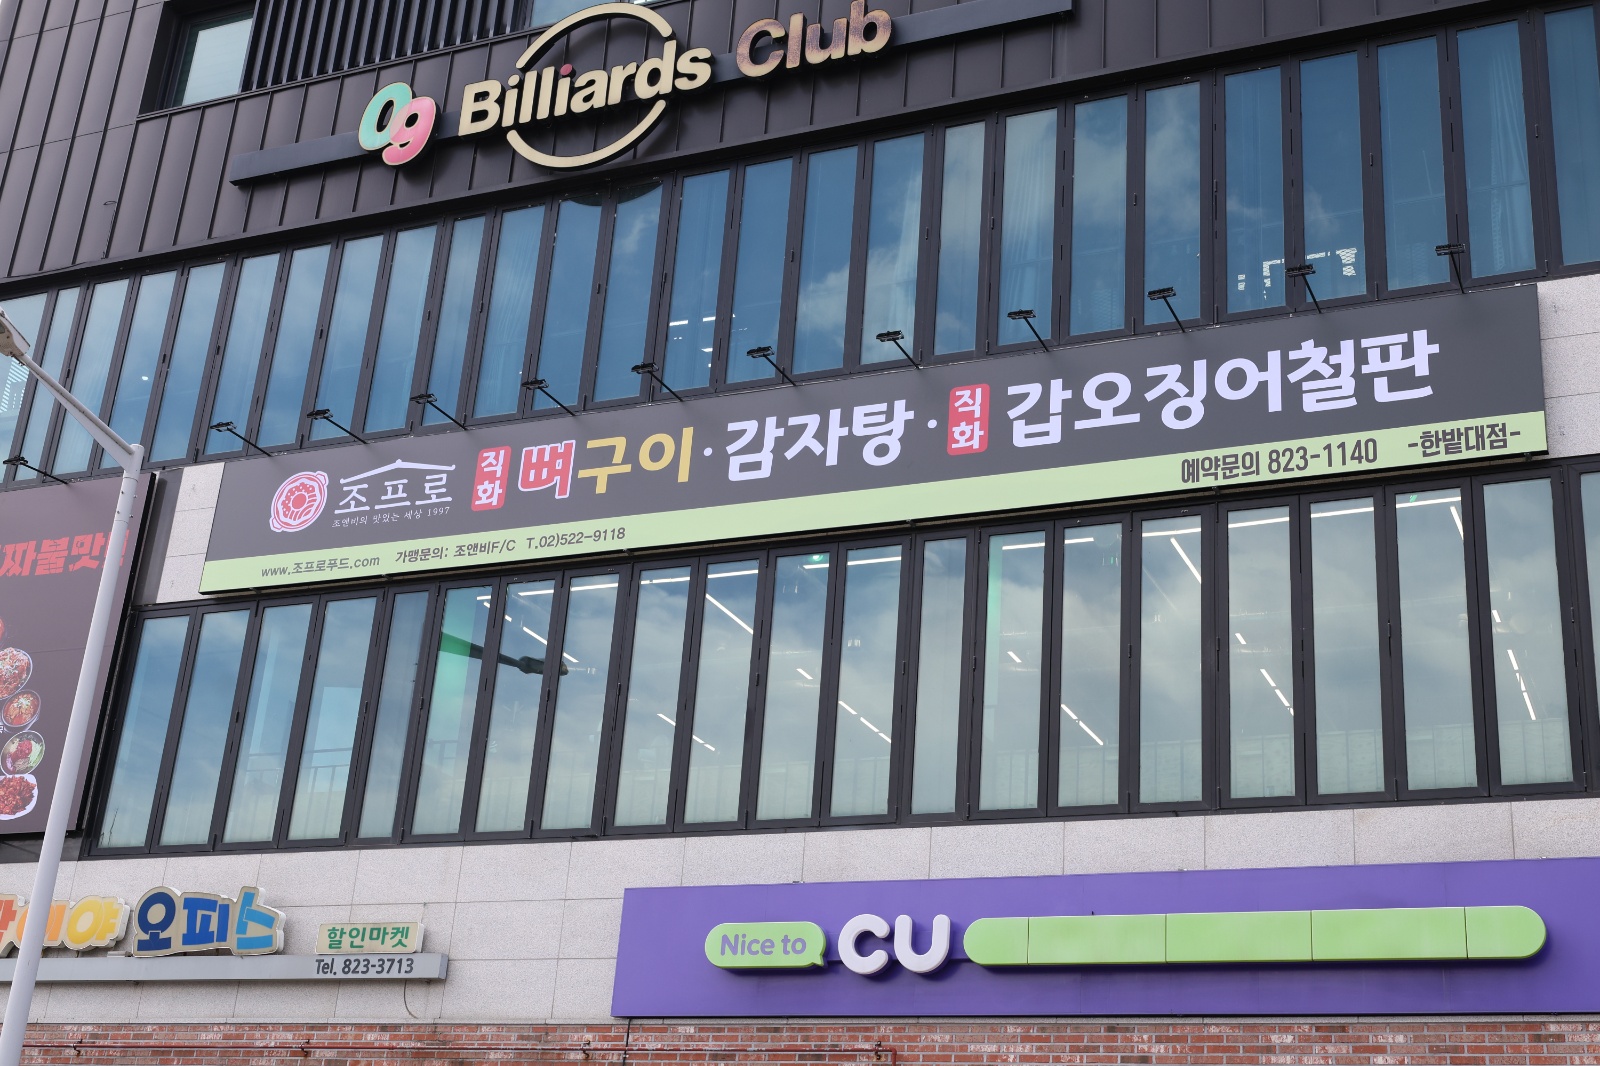 09 Billiards Club
조프로
조앤비의 맛있는 세상 1997
직화 뼈구이 · 감자탕 · 직화 갑오징어철판
예약문의 823-1140 -한밭대점-
www.조프로푸드.com 가맹문의: 조앤비F/C T.02)522-9118
짜불맛
이야 오피스
할인마켓
Tel. 823-3713
Nice to CU